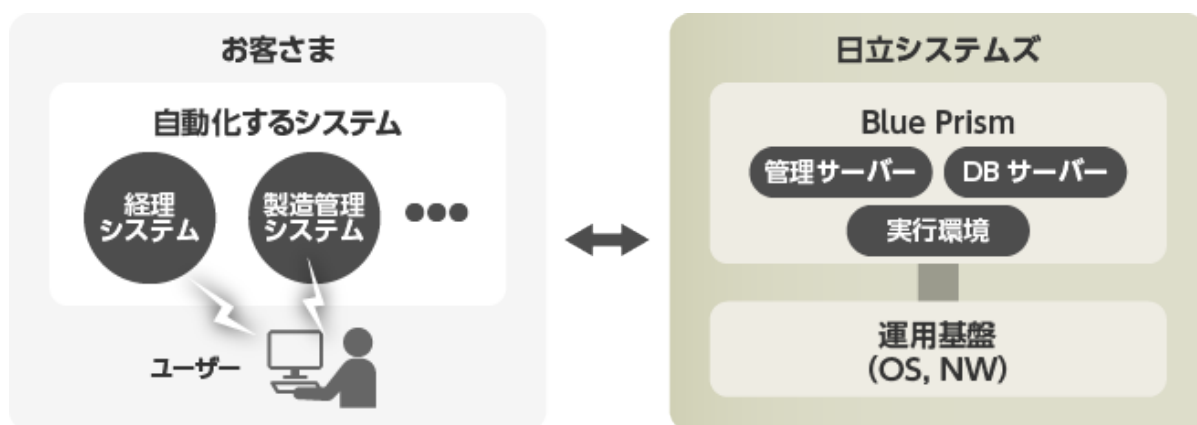 お客さま
自動化するシステム
経理
システム
製造管理
システム
ユーザー
日立システムズ
Blue Prism
管理サーバー
DB サーバー
実行環境
運用基盤
(OS, NW)